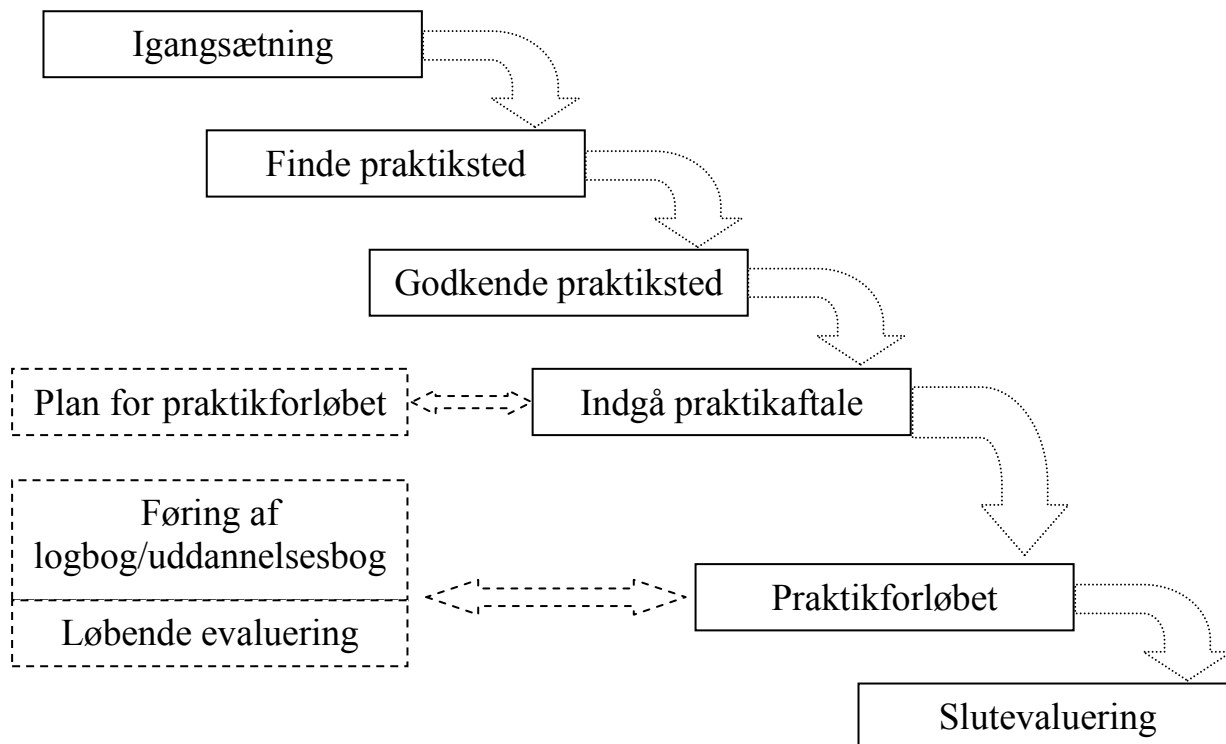 Igangsætning
Finde praktiksted
Godkende praktiksted
Plan for praktikforløbet
Indgå praktikaftale
Føring af
logbog/uddannelsesbog
Løbende evaluering
Praktikforløbet
Slutevaluering